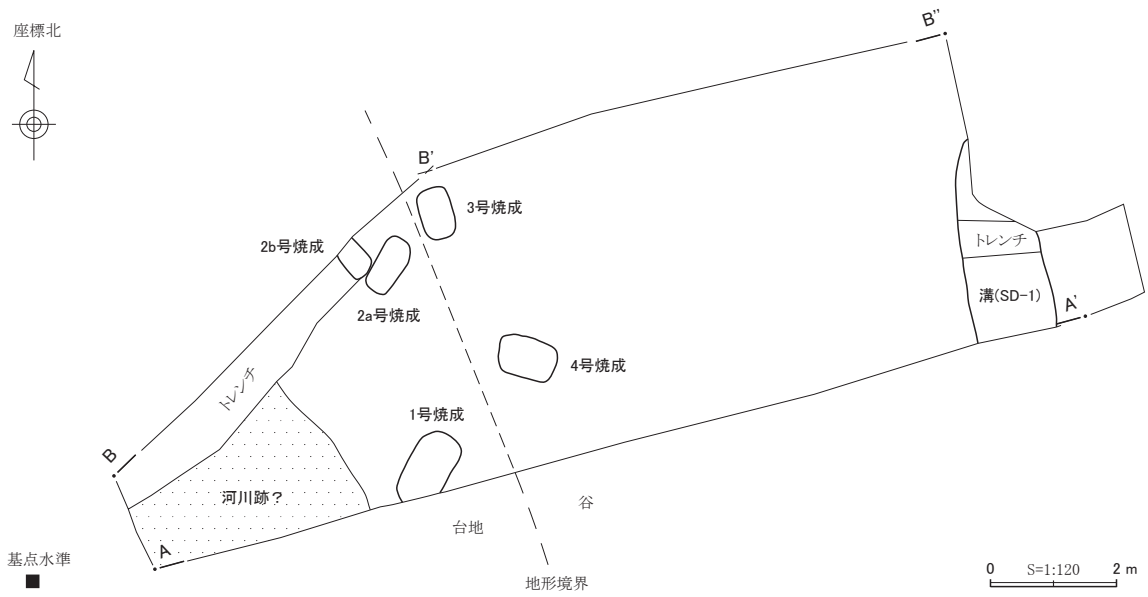 座標北
B''
B'
3号焼成
2b号焼成
トレンチ
2a号焼成
溝(SD-1)
A'
4号焼成
トレンチ
1号焼成
B
河川跡？
谷
台地
A
基点水準
地形境界
0 S=1:120 2 m